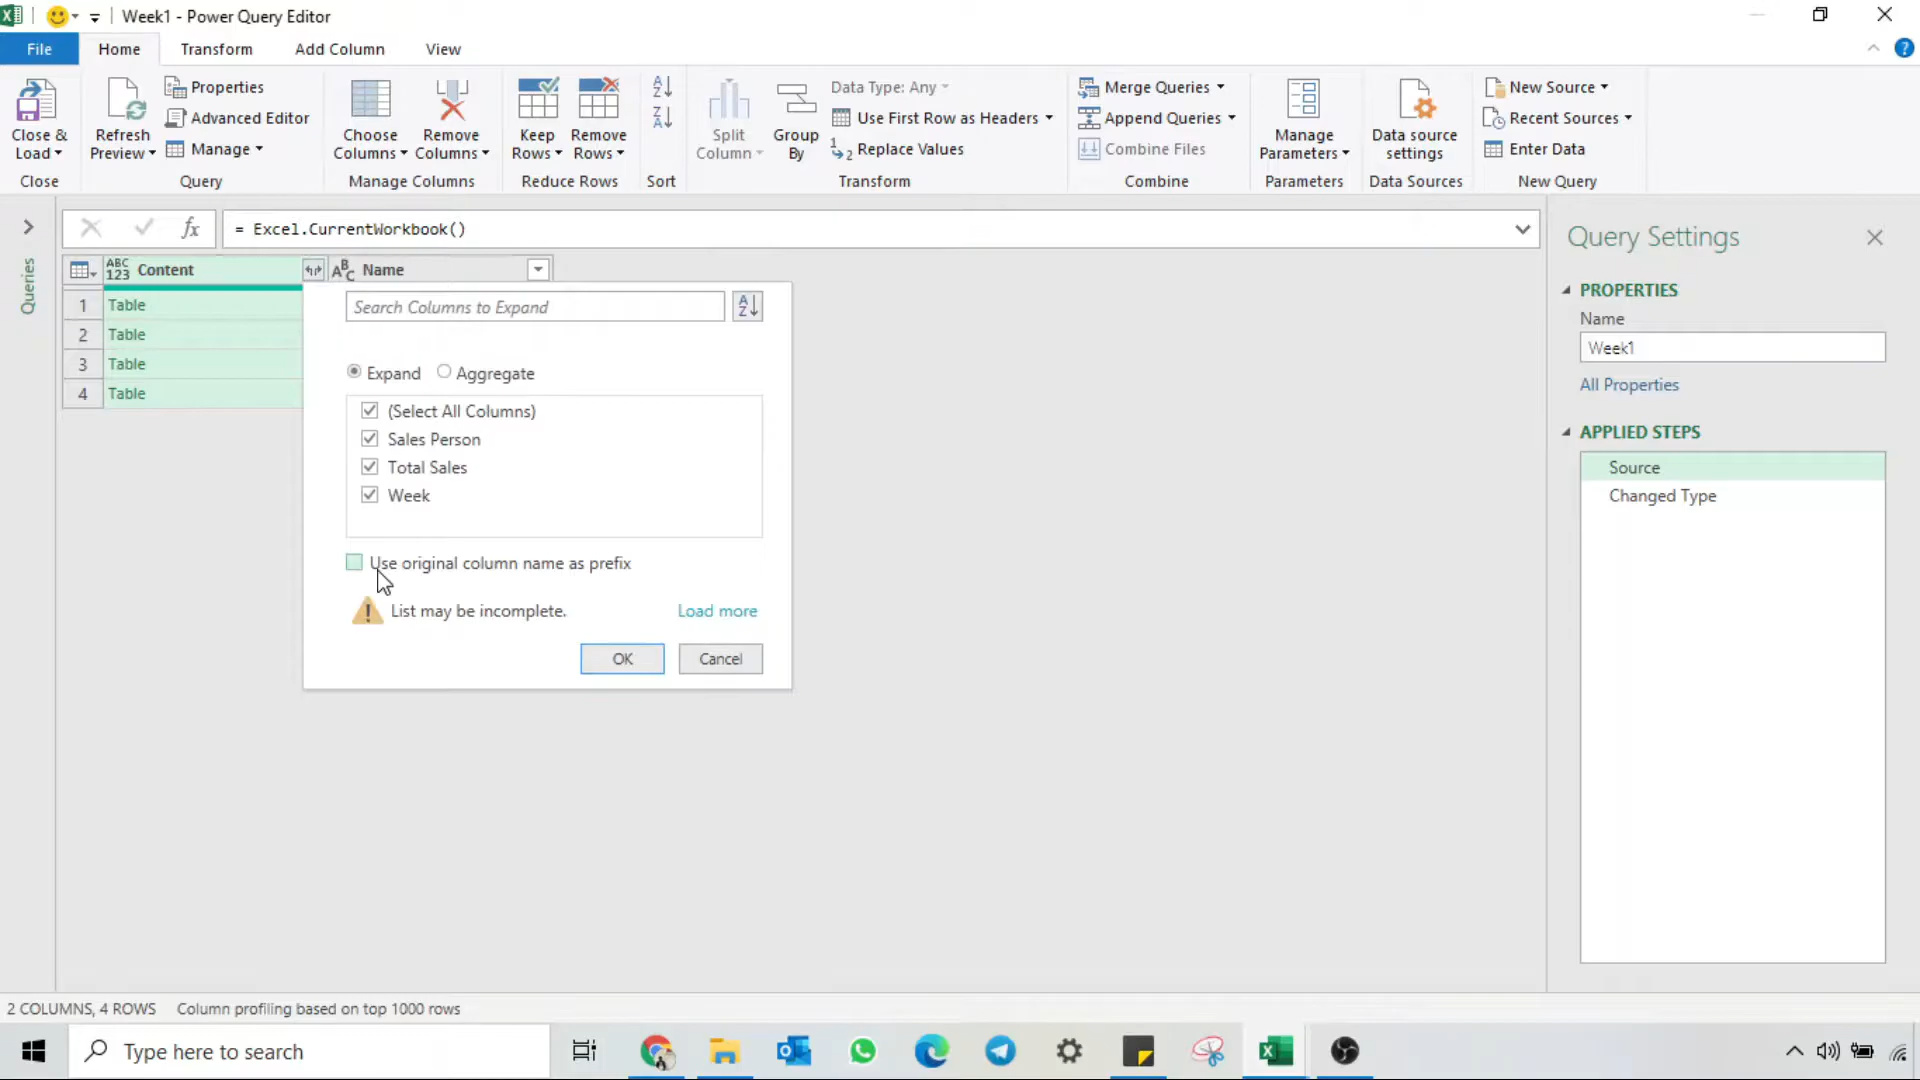 Week1 - Power Query Editor
File
Home
Transform
Add Column
View
Close &
Load
Close
Refresh
Preview
Properties
Advanced Editor
Manage
Query
Choose
Columns
Remove
Columns
Manage Columns
Keep
Rows
Remove
Rows
Reduce Rows
Sort
Split
Column
Group
By
Data Type: Any
Use First Row as Headers
Replace Values
Transform
Merge Queries
Append Queries
Combine Files
Combine
Manage
Parameters
Parameters
Data source
settings
Data Sources
New Source
Recent Sources
Enter Data
New Query
Queries
fx
= Excel.CurrentWorkbook()
ABC
123
Content
ABC
Name
1
Table
2
Table
3
Table
4
Table
Search Columns to Expand
Expand
Aggregate
(Select All Columns)
Sales Person
Total Sales
Week
Use original column name as prefix
List may be incomplete.
Load more
OK
Cancel
Query Settings
PROPERTIES
Name
Week1
All Properties
APPLIED STEPS
Source
Changed Type
2 COLUMNS, 4 ROWS
Column profiling based on top 1000 rows
Type here to search